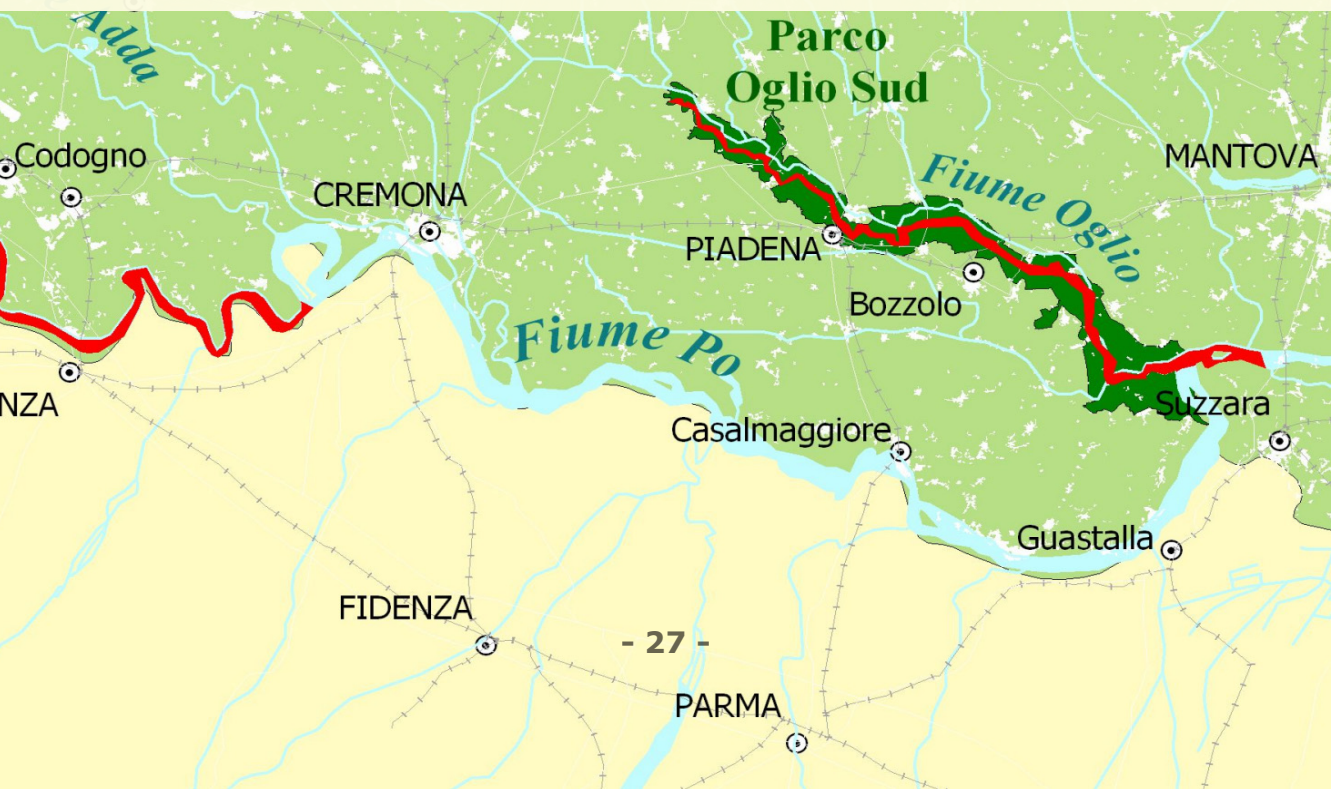 Adda
Parco
Oglio Sud
Codogno
MANTOVA
CREMONA
Fiume Oglio
PIADENA
Bozzolo
Fiume Po
NZA
Suzzara
Casalmaggiore
Guastalla
FIDENZA
- 27 -
PARMA